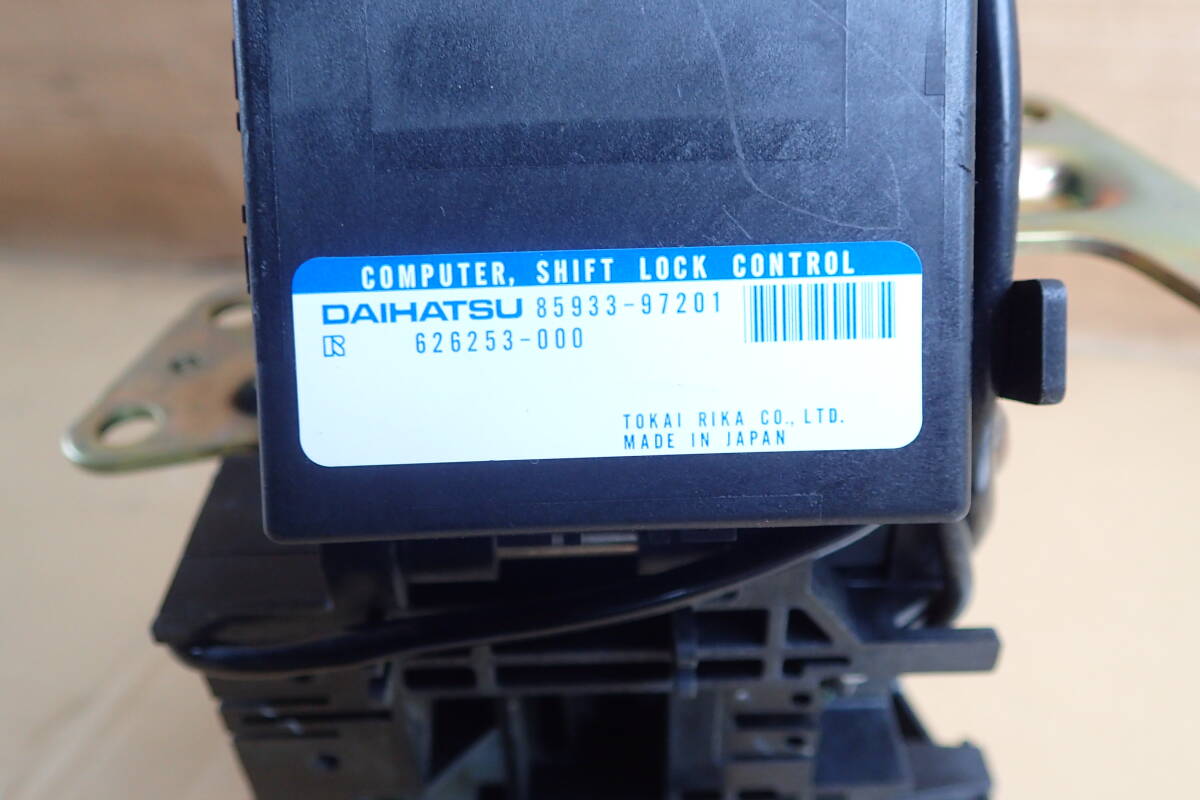 COMPUTER, SHIFT LOCK CONTROL
DAIHATSU 85933-97201
R 626253-000
TOKAI RIKA CO., LTD.
MADE IN JAPAN